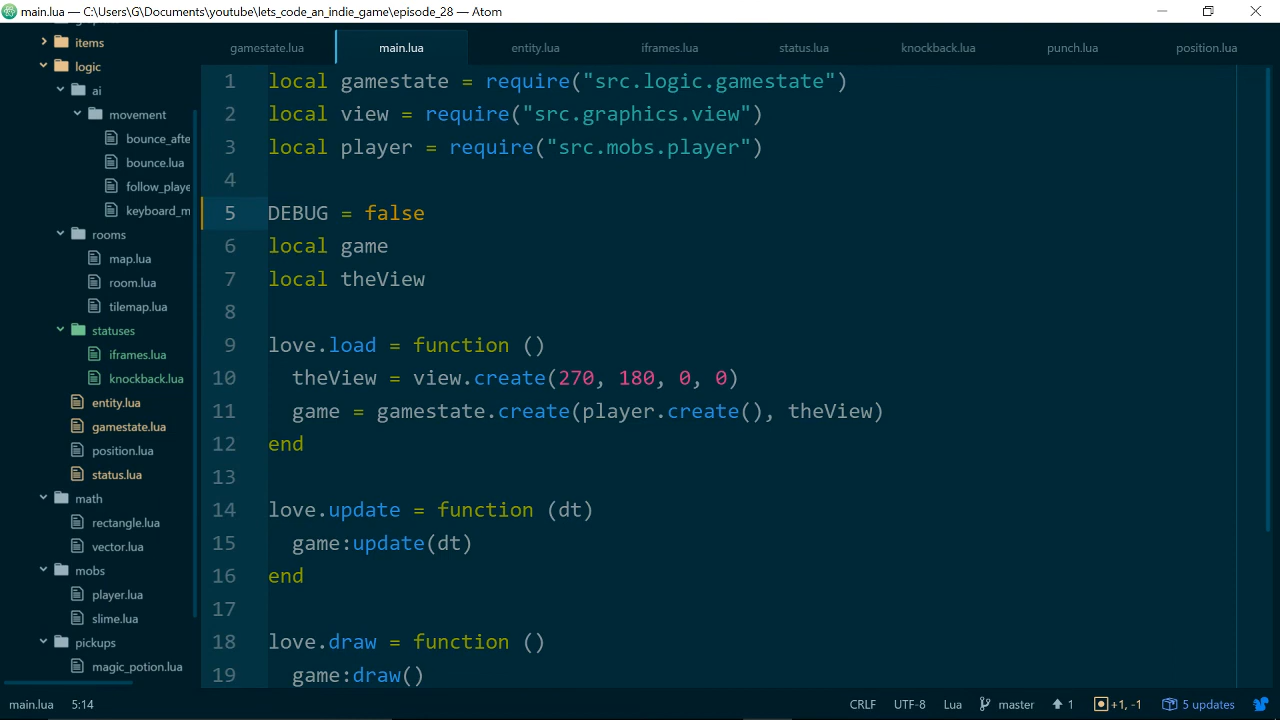 main.lua — C:\Users\G\Documents\youtube\lets_code_an_indie_game\episode_28 — Atom
items
logic
ai
movement
bounce_afte
bounce.lua
follow_playe
keyboard_m
rooms
map.lua
room.lua
tilemap.lua
statuses
iframes.lua
knockback.lua
entity.lua
gamestate.lua
position.lua
status.lua
math
rectangle.lua
vector.lua
mobs
player.lua
slime.lua
pickups
magic_potion.lua
gamestate.lua main.lua entity.lua iframes.lua status.lua knockback.lua punch.lua position.lua
1 local gamestate = require("src.logic.gamestate")
2 local view = require("src.graphics.view")
3 local player = require("src.mobs.player")
4
5 DEBUG = false
6 local game
7 local theView
8
9 love.load = function ()
10 theView = view.create(270, 180, 0, 0)
11 game = gamestate.create(player.create(), theView)
12 end
13
14 love.update = function (dt)
15 game:update(dt)
16 end
17
18 love.draw = function ()
19 game:draw()
main.lua 5:14 CRLF UTF-8 Lua master 1 +1, -1 5 updates